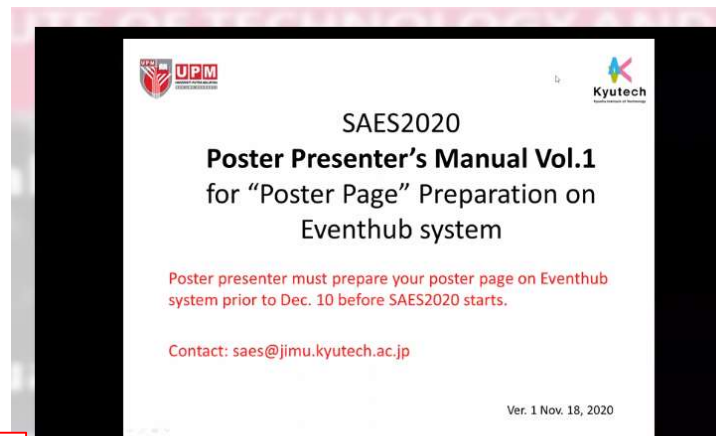 UPM
Kyutech
SAES2020
Poster Presenter's Manual Vol.1
for “Poster Page” Preparation on
Eventhub system
Poster presenter must prepare your poster page on Eventhub
system prior to Dec. 10 before SAES2020 starts.
Contact: saes@jimu.kyutech.ac.jp
Ver. 1 Nov. 18, 2020